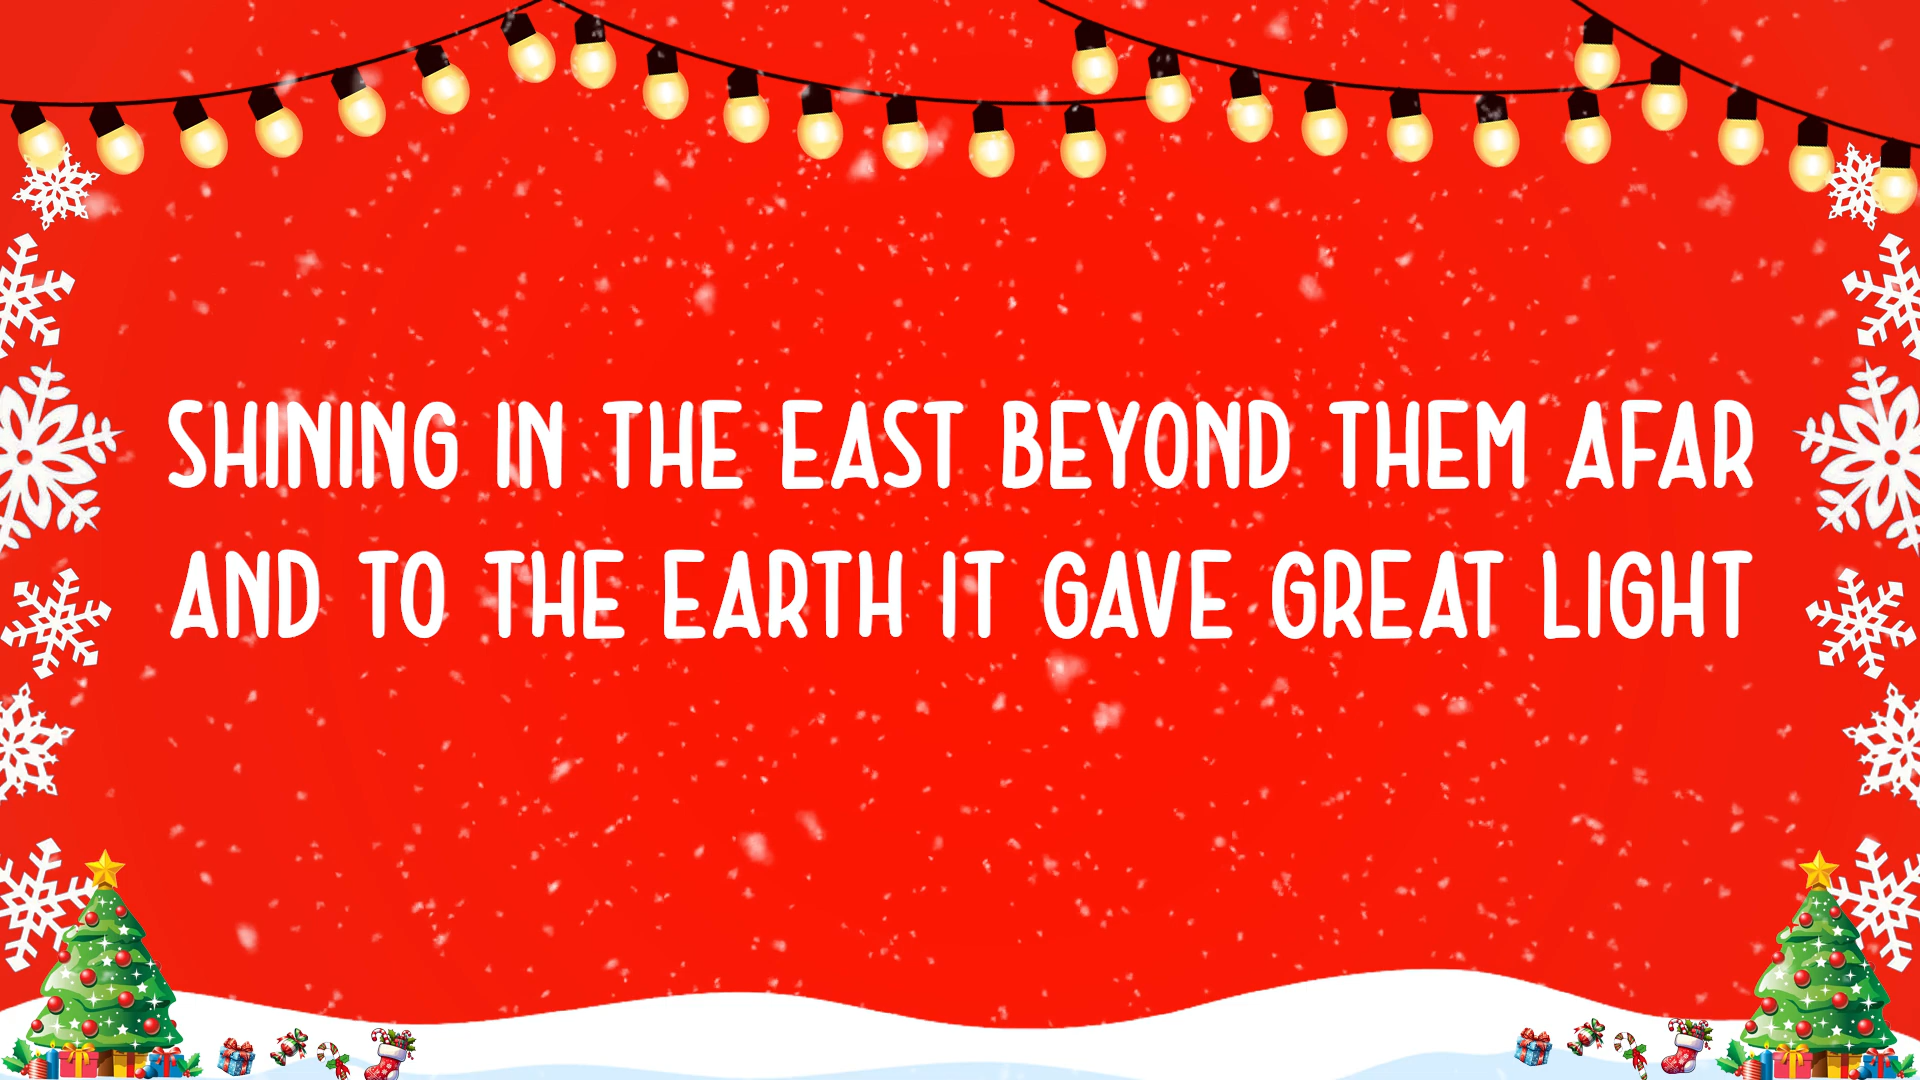 SHINING IN THE EAST BEYOND THEM AFAR
AND TO THE EARTH IT GAVE GREAT LIGHT